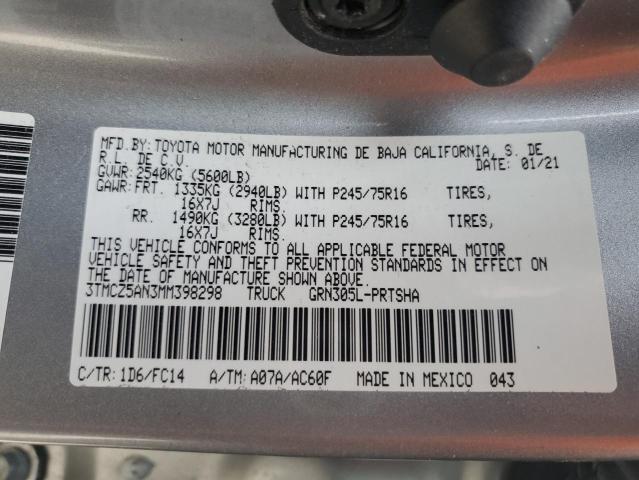 MFD.BY:TOYOTA MOTOR MANUFACTURING DE BAJA CALIFORNIA, S. DE
R.L. DE C.V. DATE: 01/21
GVWR:2540KG (5600LB)
GAWR:FRT. 1335KG (2940LB) WITH P245/75R16 TIRES,
16X7J RIMS.
RR. 1490KG (3280LB) WITH P245/75R16 TIRES,
16X7J RIMS.
THIS VEHICLE CONFORMS TO ALL APPLICABLE FEDERAL MOTOR
VEHICLE SAFETY AND THEFT PREVENTION STANDARDS IN EFFECT ON
THE DATE OF MANUFACTURE SHOWN ABOVE.
3TMCZ5AN3MM398298 TRUCK GRN305L-PRTSHA
C/TR:1D6/FC14 A/TM:A07A/AC60F MADE IN MEXICO 043